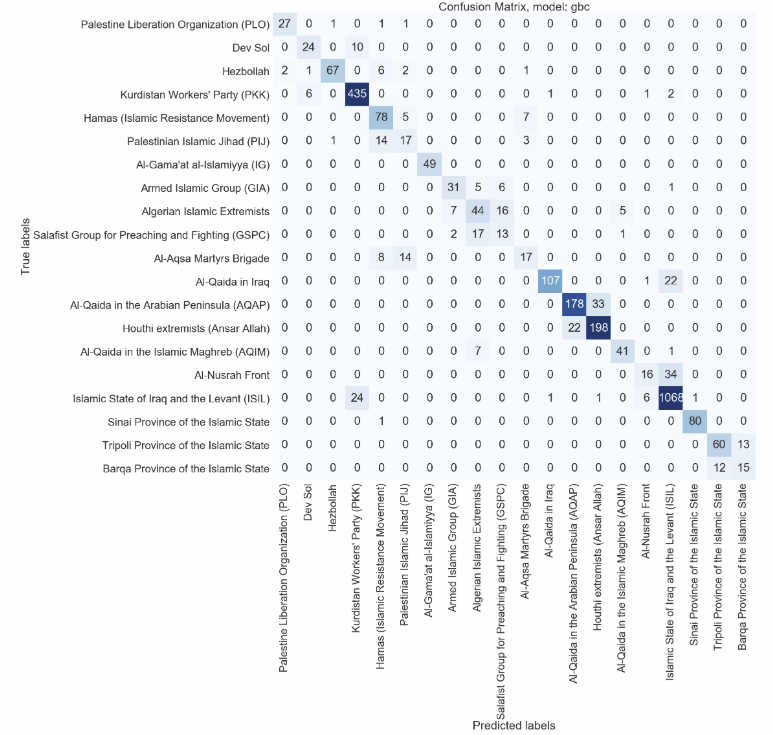 Confusion Matrix, model: gbc
Palestine Liberation Organization (PLO) 27 0 1 0 1 1 0 0 0 0 0 0 0 0 0 0 0 0 0 0
Dev Sol 0 24 0 10 0 0 0 0 0 0 0 0 0 0 0 0 0 0 0 0
Hezbollah 2 1 67 0 6 2 0 0 0 0 1 0 0 0 0 0 0 0 0 0
Kurdistan Workers' Party (PKK) 0 6 0 435 0 0 0 0 0 0 0 1 0 0 0 1 2 0 0 0
Hamas (Islamic Resistance Movement) 0 0 0 0 78 5 0 0 0 0 7 0 0 0 0 0 0 0 0 0
Palestinian Islamic Jihad (PIJ) 0 0 1 0 14 17 0 0 0 0 3 0 0 0 0 0 0 0 0 0
Al-Gama'at al-Islamiyya (IG) 0 0 0 0 0 0 49 0 0 0 0 0 0 0 0 0 0 0 0 0
Armed Islamic Group (GIA) 0 0 0 0 0 0 0 31 5 6 0 0 0 0 0 0 1 0 0 0
Algerian Islamic Extremists 0 0 0 0 0 0 0 7 44 16 0 0 0 0 5 0 0 0 0 0
Salafist Group for Preaching and Fighting (GSPC) 0 0 0 0 0 0 0 2 17 13 0 0 0 0 1 0 0 0 0 0
Al-Aqsa Martyrs Brigade 0 0 0 0 8 14 0 0 0 0 17 0 0 0 0 0 0 0 0 0
Al-Qaida in Iraq 0 0 0 0 0 0 0 0 0 0 0 107 0 0 0 1 22 0 0 0
Al-Qaida in the Arabian Peninsula (AQAP) 0 0 0 0 0 0 0 0 0 0 0 0 178 33 0 0 0 0 0 0
Houthi extremists (Ansar Allah) 0 0 0 0 0 0 0 0 0 0 0 0 22 198 0 0 0 0 0 0
Al-Qaida in the Islamic Maghreb (AQIM) 0 0 0 0 0 0 0 0 7 0 0 0 0 0 41 0 1 0 0 0
Al-Nusrah Front 0 0 0 0 0 0 0 0 0 0 0 0 0 0 0 16 34 0 0 0
Islamic State of Iraq and the Levant (ISIL) 0 0 0 24 0 0 0 0 0 0 0 1 0 1 0 6 1068 1 0 0
Sinai Province of the Islamic State 0 0 0 0 1 0 0 0 0 0 0 0 0 0 0 0 0 80 0 0
Tripoli Province of the Islamic State 0 0 0 0 0 0 0 0 0 0 0 0 0 0 0 0 0 0 60 13
Barqa Province of the Islamic State 0 0 0 0 0 0 0 0 0 0 0 0 0 0 0 0 0 0 12 15
True labels
Palestine Liberation Organization (PLO)
Dev Sol
Hezbollah
Kurdistan Workers' Party (PKK)
Hamas (Islamic Resistance Movement)
Palestinian Islamic Jihad (PIJ)
Al-Gama'at al-Islamiyya (IG)
Armed Islamic Group (GIA)
Algerian Islamic Extremists
Salafist Group for Preaching and Fighting (GSPC)
Al-Aqsa Martyrs Brigade
Al-Qaida in Iraq
Al-Qaida in the Arabian Peninsula (AQAP)
Houthi extremists (Ansar Allah)
Al-Qaida in the Islamic Maghreb (AQIM)
Al-Nusrah Front
Islamic State of Iraq and the Levant (ISIL)
Sinai Province of the Islamic State
Tripoli Province of the Islamic State
Barqa Province of the Islamic State
Predicted labels